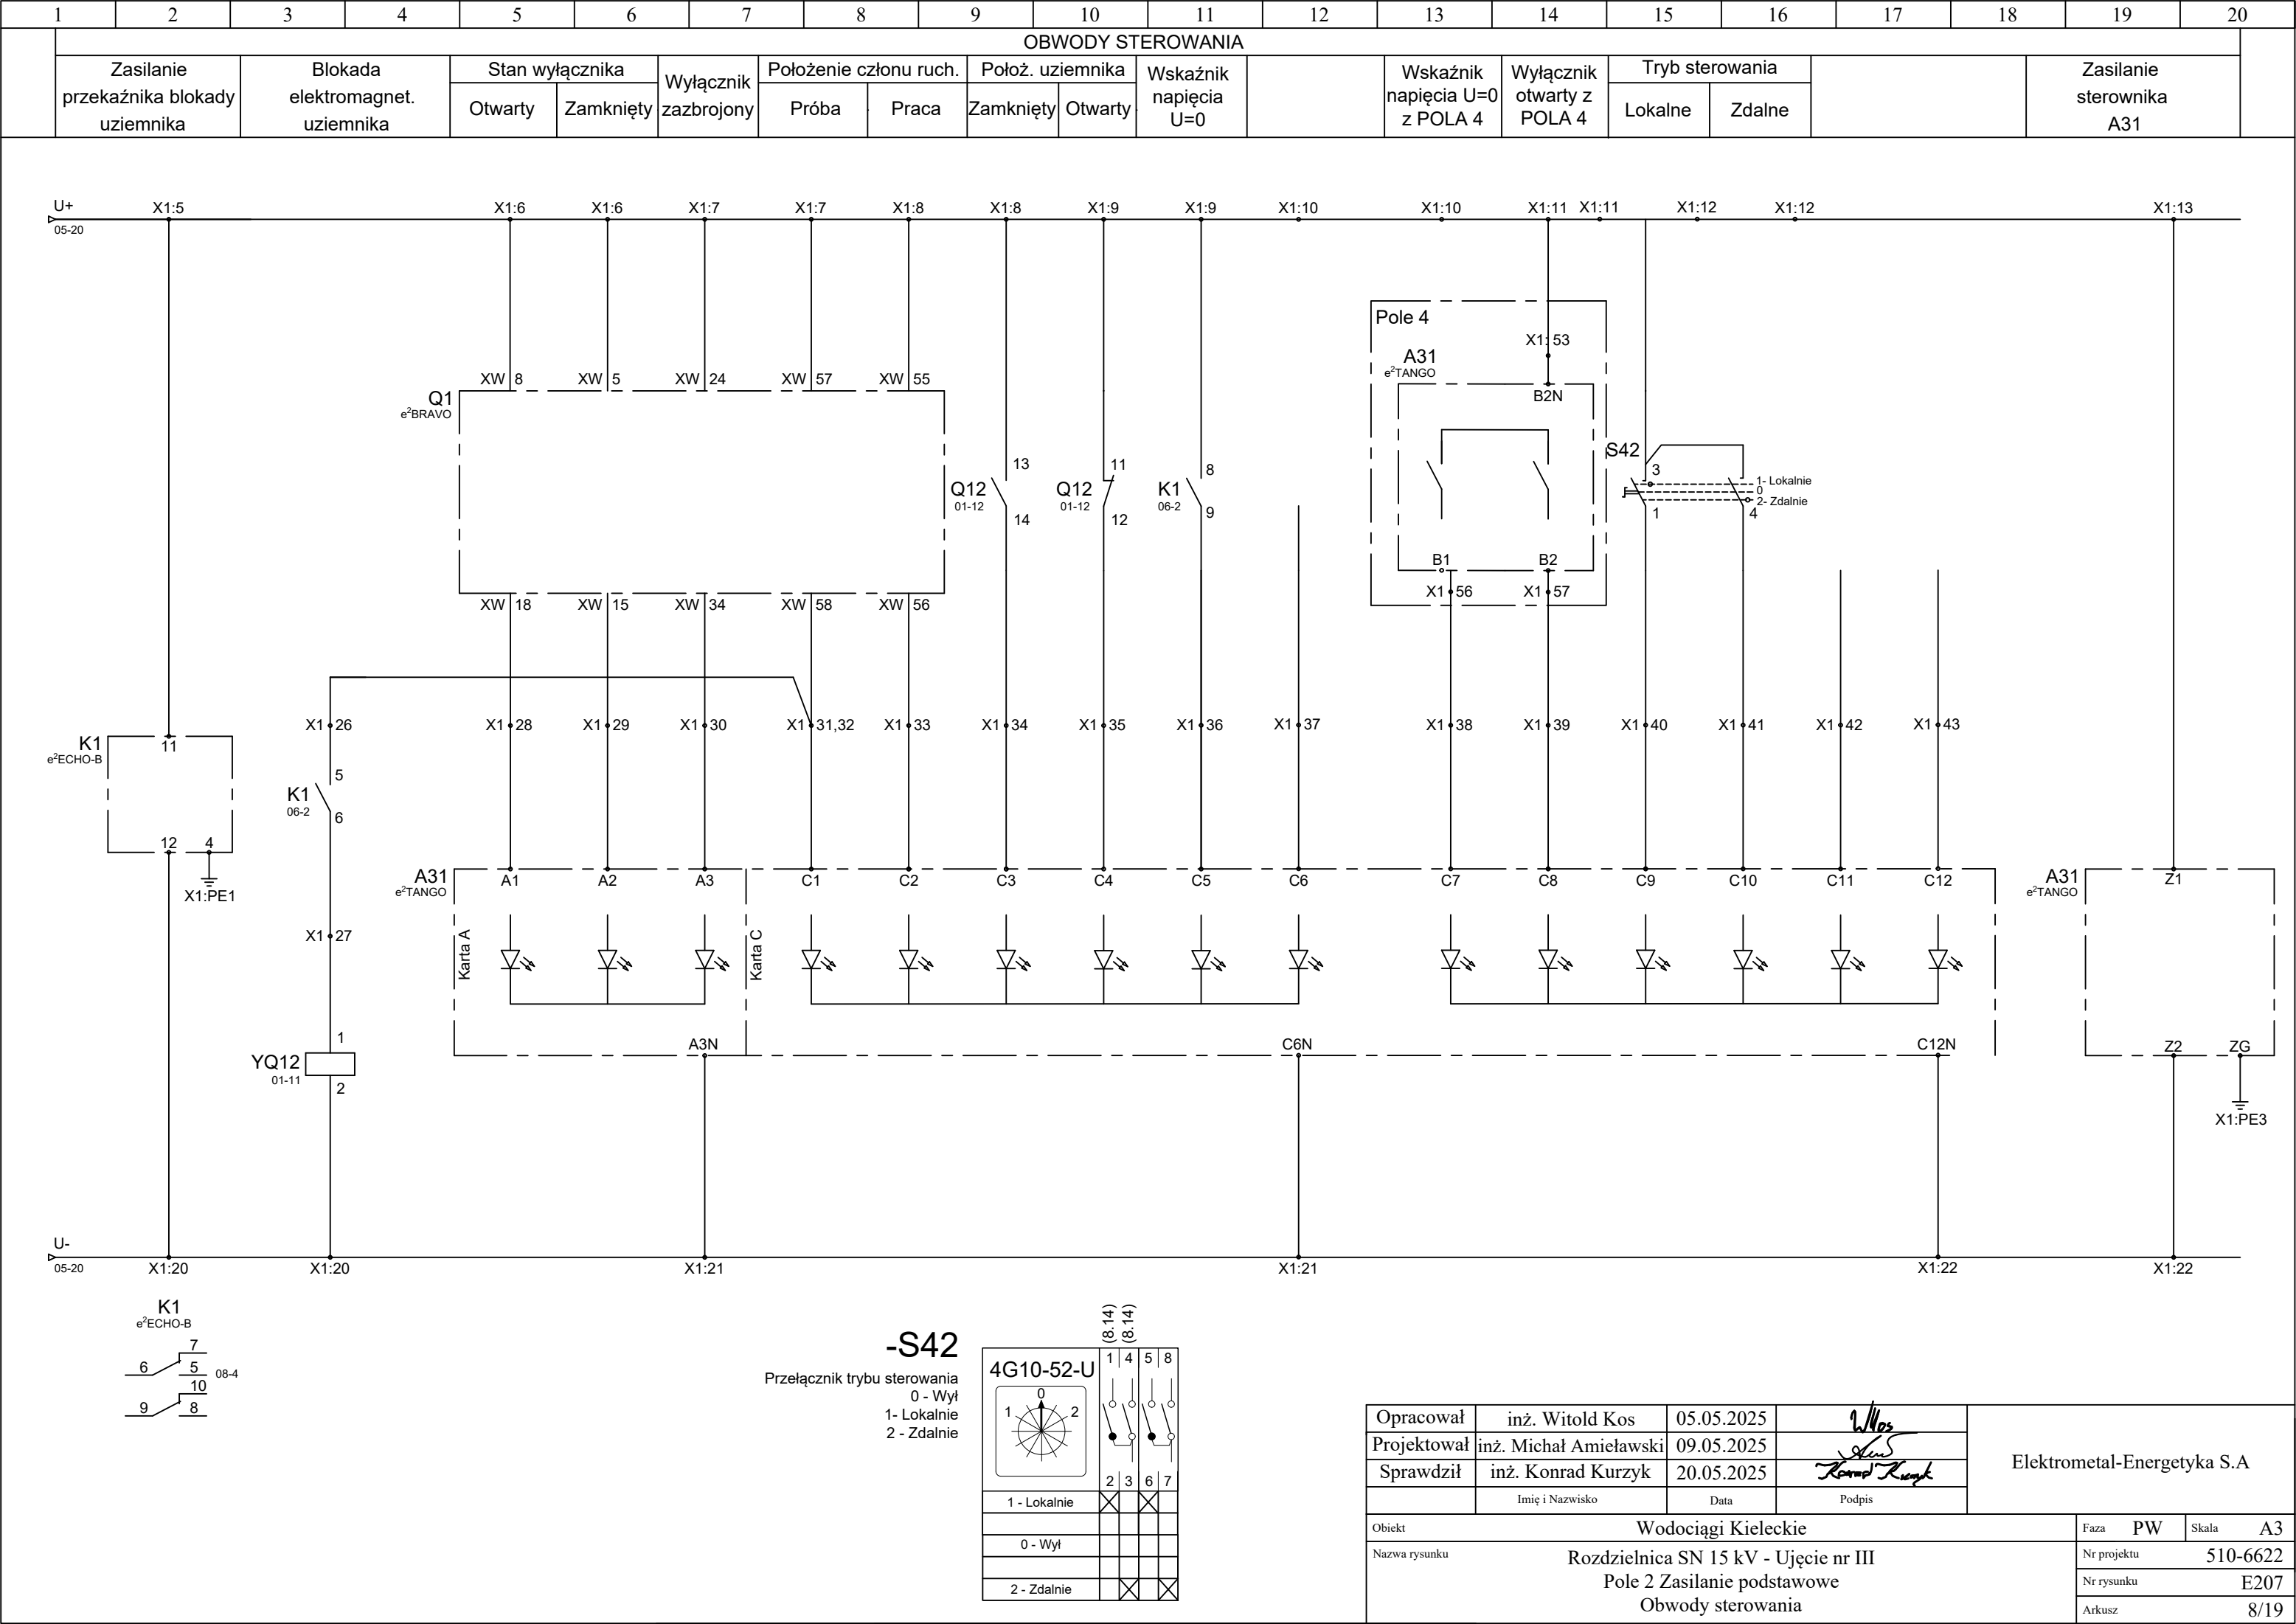 1 2 3 4 5 6 7 8 9 10 11 12 13 14 15 16 17 18 19 20
OBWODY STEROWANIA
Zasilanie
przekaźnika blokady
uziemnika
Blokada
elektromagnet.
uziemnika
Stan wyłącznika
Otwarty
Zamknięty
Wyłącznik
zazbrojony
Położenie członu ruch.
Próba
Praca
Położ. uziemnika
Zamknięty
Otwarty
Wskaźnik
napięcia
U=0
Wskaźnik
napięcia U=0
z POLA 4
Wyłącznik
otwarty z
POLA 4
Tryb sterowania
Lokalne
Zdalne
Zasilanie
sterownika
A31
U+ X1:5 X1:6 X1:6 X1:7 X1:7 X1:8 X1:8 X1:9 X1:9 X1:10 X1:10 X1:11 X1:11 X1:12 X1:12 X1:13
05-20
Pole 4
X1: 53
A31
e²TANGO
B2N
XW 8 XW 5 XW 24 XW 57 XW 55
Q1
e²BRAVO
Q12
01-12
13
14
Q12
01-12
11
12
K1
06-2
8
9
S42
3
1
4
1- Lokalnie
0
2- Zdalnie
B1 B2
X1 56 X1 57
XW 18 XW 15 XW 34 XW 58 XW 56
X1 26 X1 28 X1 29 X1 30 X1 31,32 X1 33 X1 34 X1 35 X1 36 X1 37 X1 38 X1 39 X1 40 X1 41 X1 42 X1 43
K1
e²ECHO-B
11
12 4
X1:PE1
K1
06-2
5
6
X1 27
YQ12
01-11
1
2
A31
e²TANGO
A1 A2 A3 C1 C2 C3 C4 C5 C6 C7 C8 C9 C10 C11 C12
Karta A
Karta C
A3N C6N C12N
A31
e²TANGO
Z1
Z2 ZG
X1:PE3
U-
05-20 X1:20 X1:20 X1:21 X1:21 X1:22 X1:22
K1
e²ECHO-B
7
6 5 08-4
10
9 8
-S42
Przełącznik trybu sterowania
0 - Wył
1- Lokalnie
2 - Zdalnie
(8.14) (8.14)
4G10-52-U
1 4 5 8
0
1 2
2 3 6 7
1 - Lokalnie
0 - Wył
2 - Zdalnie
Opracował inż. Witold Kos 05.05.2025
Projektował inż. Michał Amieławski 09.05.2025
Sprawdził inż. Konrad Kurzyk 20.05.2025 Konrad Kurzyk
Imię i Nazwisko Data Podpis
Elektrometal-Energetyka S.A
Obiekt Wodociągi Kieleckie
Faza PW Skala A3
Nazwa rysunku
Rozdzielnica SN 15 kV - Ujęcie nr III
Pole 2 Zasilanie podstawowe
Obwody sterowania
Nr projektu 510-6622
Nr rysunku E207
Arkusz 8/19